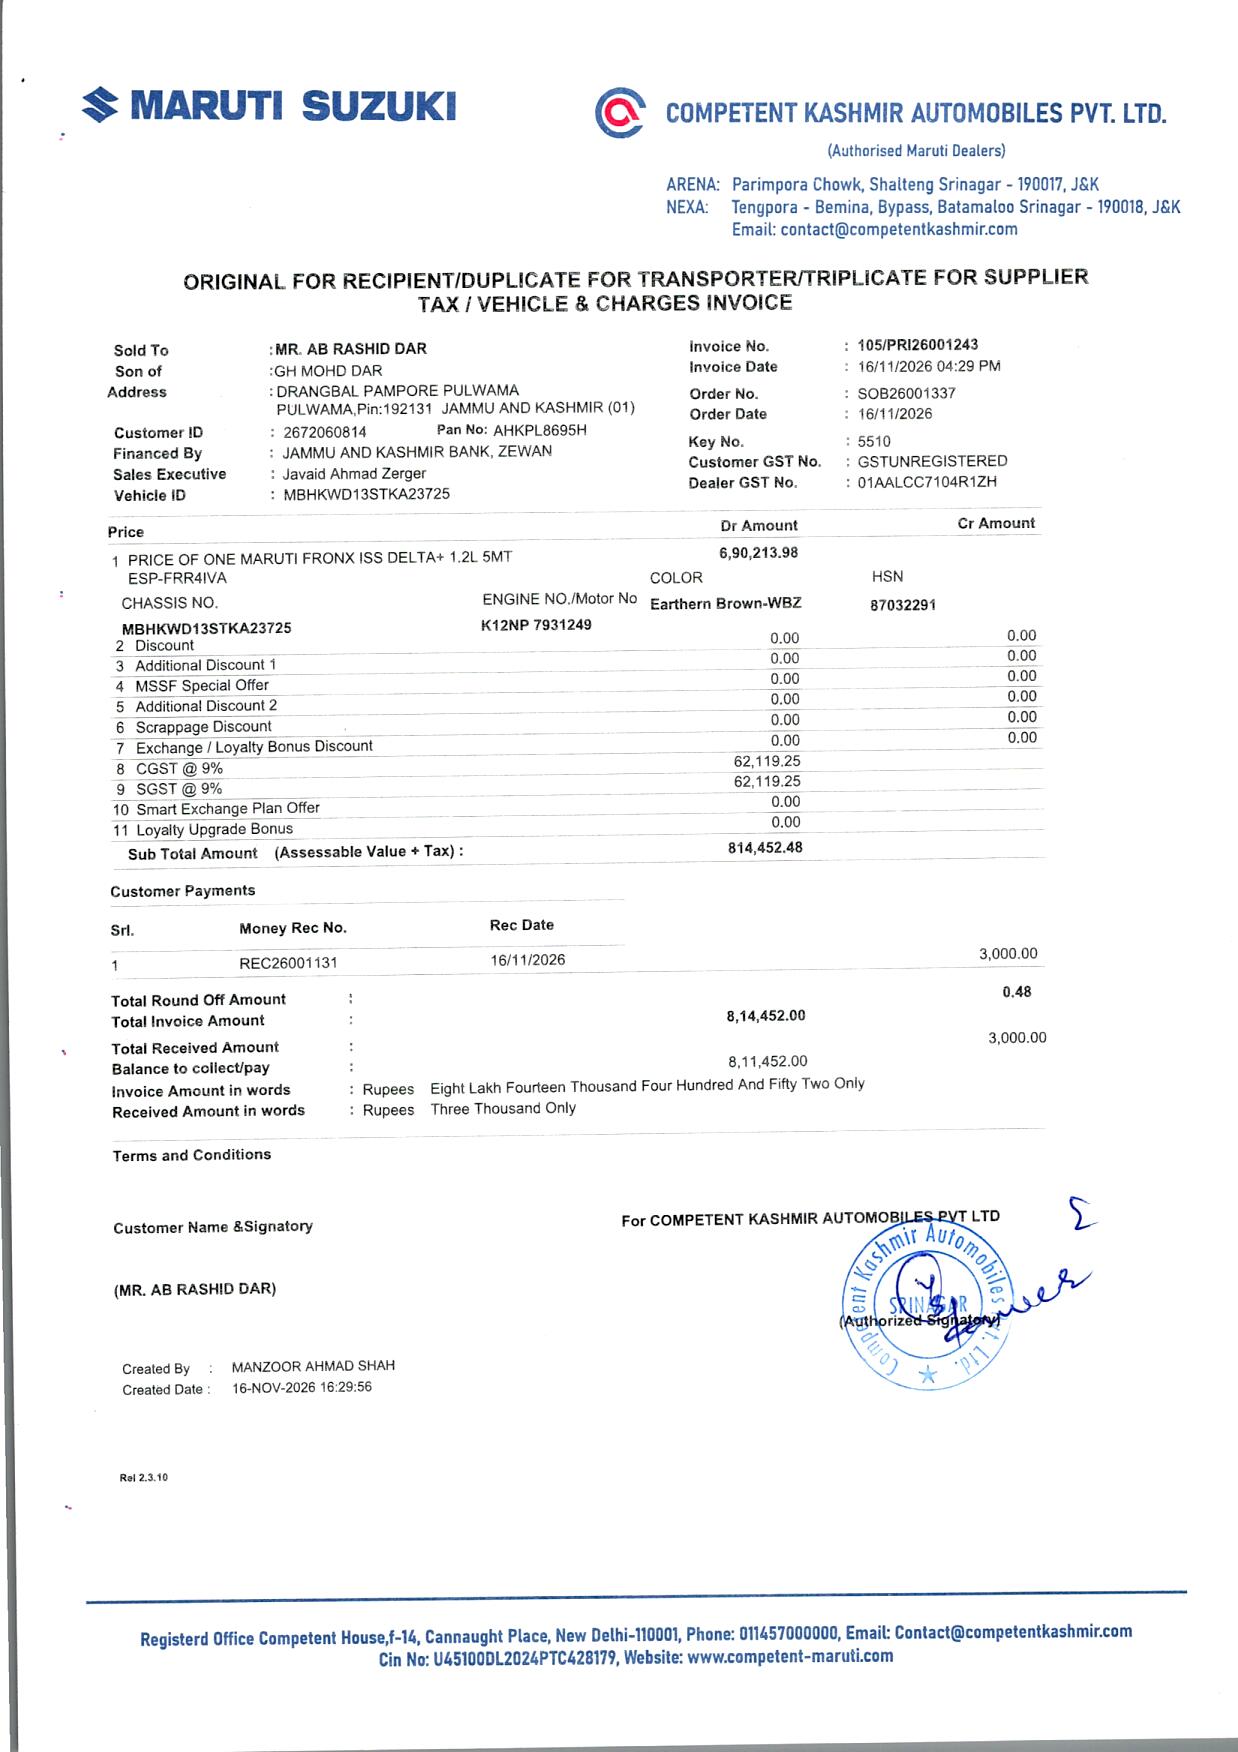 MARUTI SUZUKI
COMPETENT KASHMIR AUTOMOBILES PVT. LTD.
(Authorised Maruti Dealers)
ARENA: Parimpora Chowk, Shalteng Srinagar - 190017, J&K
NEXA: Tengpora - Bemina, Bypass, Batamaloo Srinagar - 190018, J&K
Email: contact@competentkashmir.com
ORIGINAL FOR RECIPIENT/DUPLICATE FOR TRANSPORTER/TRIPLICATE FOR SUPPLIER
TAX / VEHICLE & CHARGES INVOICE
Sold To : MR. AB RASHID DAR Invoice No. : 105/PRI26001243
Son of :GH MOHD DAR Invoice Date : 16/11/2026 04:29 PM
Address : DRANGBAL PAMPORE PULWAMA Order No. : SOB26001337
PULWAMA,Pin:192131 JAMMU AND KASHMIR (01) Order Date : 16/11/2026
Customer ID : 2672060814 Pan No: AHKPL8695H Key No. : 5510
Financed By : JAMMU AND KASHMIR BANK, ZEWAN Customer GST No. : GSTUNREGISTERED
Sales Executive : Javaid Ahmad Zerger Dealer GST No. : 01AALCC7104R1ZH
Vehicle ID : MBHKWD13STKA23725
Price Dr Amount Cr Amount
1 PRICE OF ONE MARUTI FRONX ISS DELTA+ 1.2L 5MT 6,90,213.98
ESP-FRR4IVA COLOR HSN
CHASSIS NO. ENGINE NO./Motor No Earthern Brown-WBZ 87032291
MBHKWD13STKA23725 K12NP 7931249
2 Discount 0.00 0.00
3 Additional Discount 1 0.00 0.00
4 MSSF Special Offer 0.00 0.00
5 Additional Discount 2 0.00 0.00
6 Scrappage Discount 0.00 0.00
7 Exchange / Loyalty Bonus Discount 0.00 0.00
8 CGST @ 9% 62,119.25
9 SGST @ 9% 62,119.25
10 Smart Exchange Plan Offer 0.00
11 Loyalty Upgrade Bonus 0.00
Sub Total Amount (Assessable Value + Tax) : 814,452.48
Customer Payments
Srl. Money Rec No. Rec Date
1 REC26001131 16/11/2026 3,000.00
Total Round Off Amount : 0.48
Total Invoice Amount : 8,14,452.00
Total Received Amount : 3,000.00
Balance to collect/pay : 8,11,452.00
Invoice Amount in words : Rupees Eight Lakh Fourteen Thousand Four Hundred And Fifty Two Only
Received Amount in words : Rupees Three Thousand Only
Terms and Conditions
Customer Name &Signatory For COMPETENT KASHMIR AUTOMOBILES PVT LTD
Competent Kashmir Automobiles Pvt. Ltd.
SRINAGAR
(MR. AB RASHID DAR) (Authorized Signatory)
Created By : MANZOOR AHMAD SHAH
Created Date : 16-NOV-2026 16:29:56
Rel 2.3.10
Registerd Office Competent House,f-14, Cannaught Place, New Delhi-110001, Phone: 011457000000, Email: Contact@competentkashmir.com
Cin No: U45100DL2024PTC428179, Website: www.competent-maruti.com